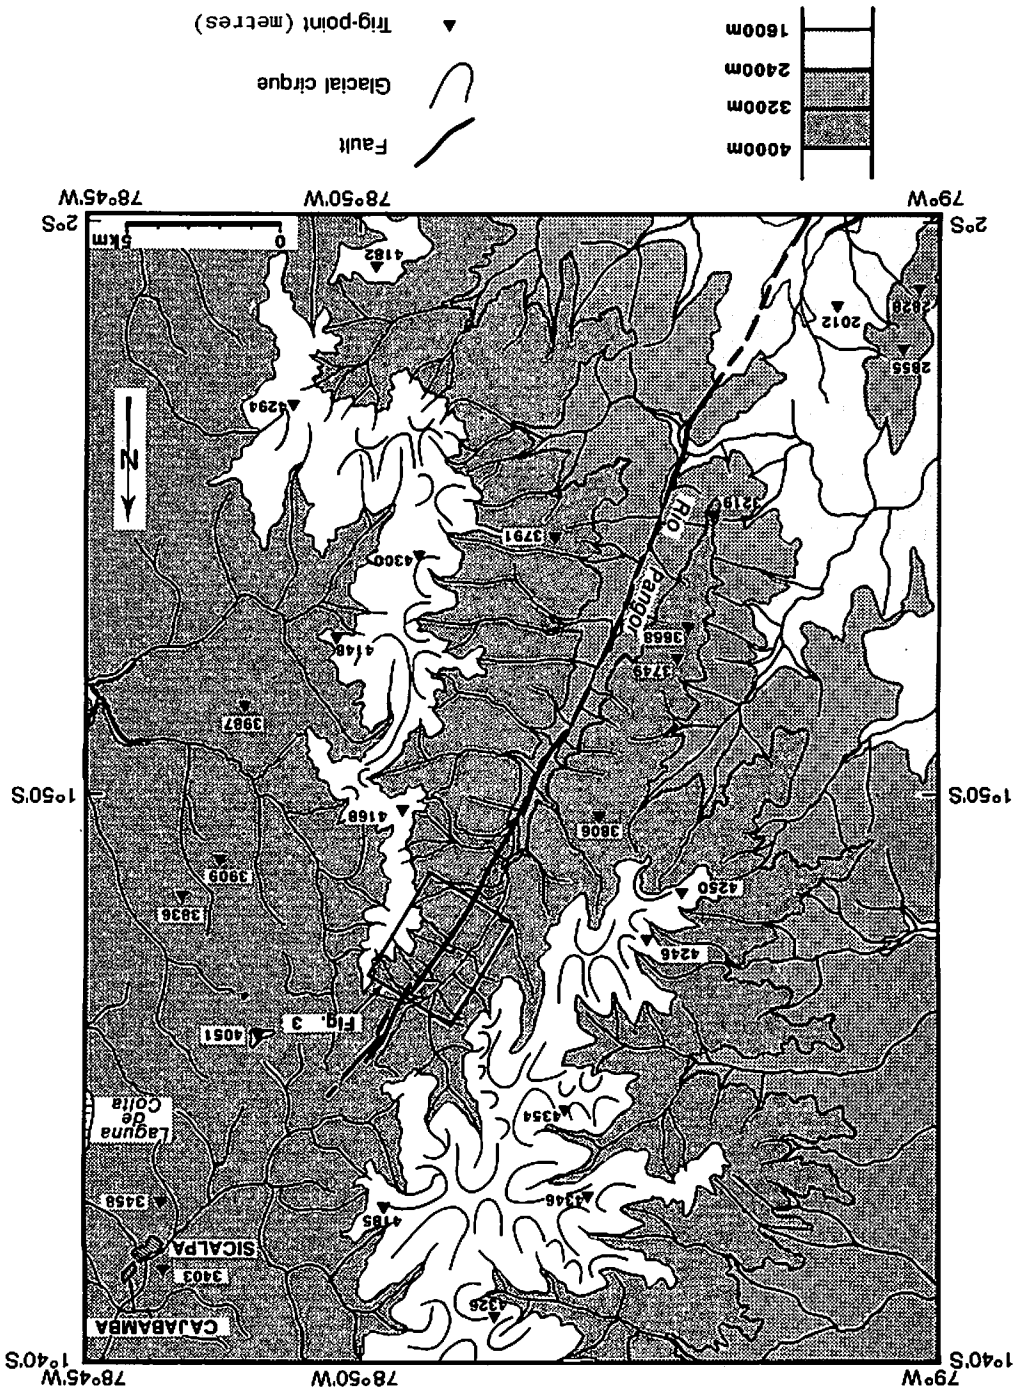 79°W
78°50'W
78°45'W
1°40'S
1°40'S
CAJABAMBA
4326
3403
SICALPA
4185
3458
4346
Laguna
de
Colta
4354
4051
Fig. 3
4246
4250
3836
3909
3806
4168
1°50'S
1°50'S
3987
3749
4148
3668
Río Pangor
4300
3791
3219
N
4294
2855
2012
2828
4182
0
5km
2°S
2°S
79°W
78°50'W
78°45'W
4000m
3200m
2400m
1600m
Fault
Glacial cirque
Trig-point (metres)